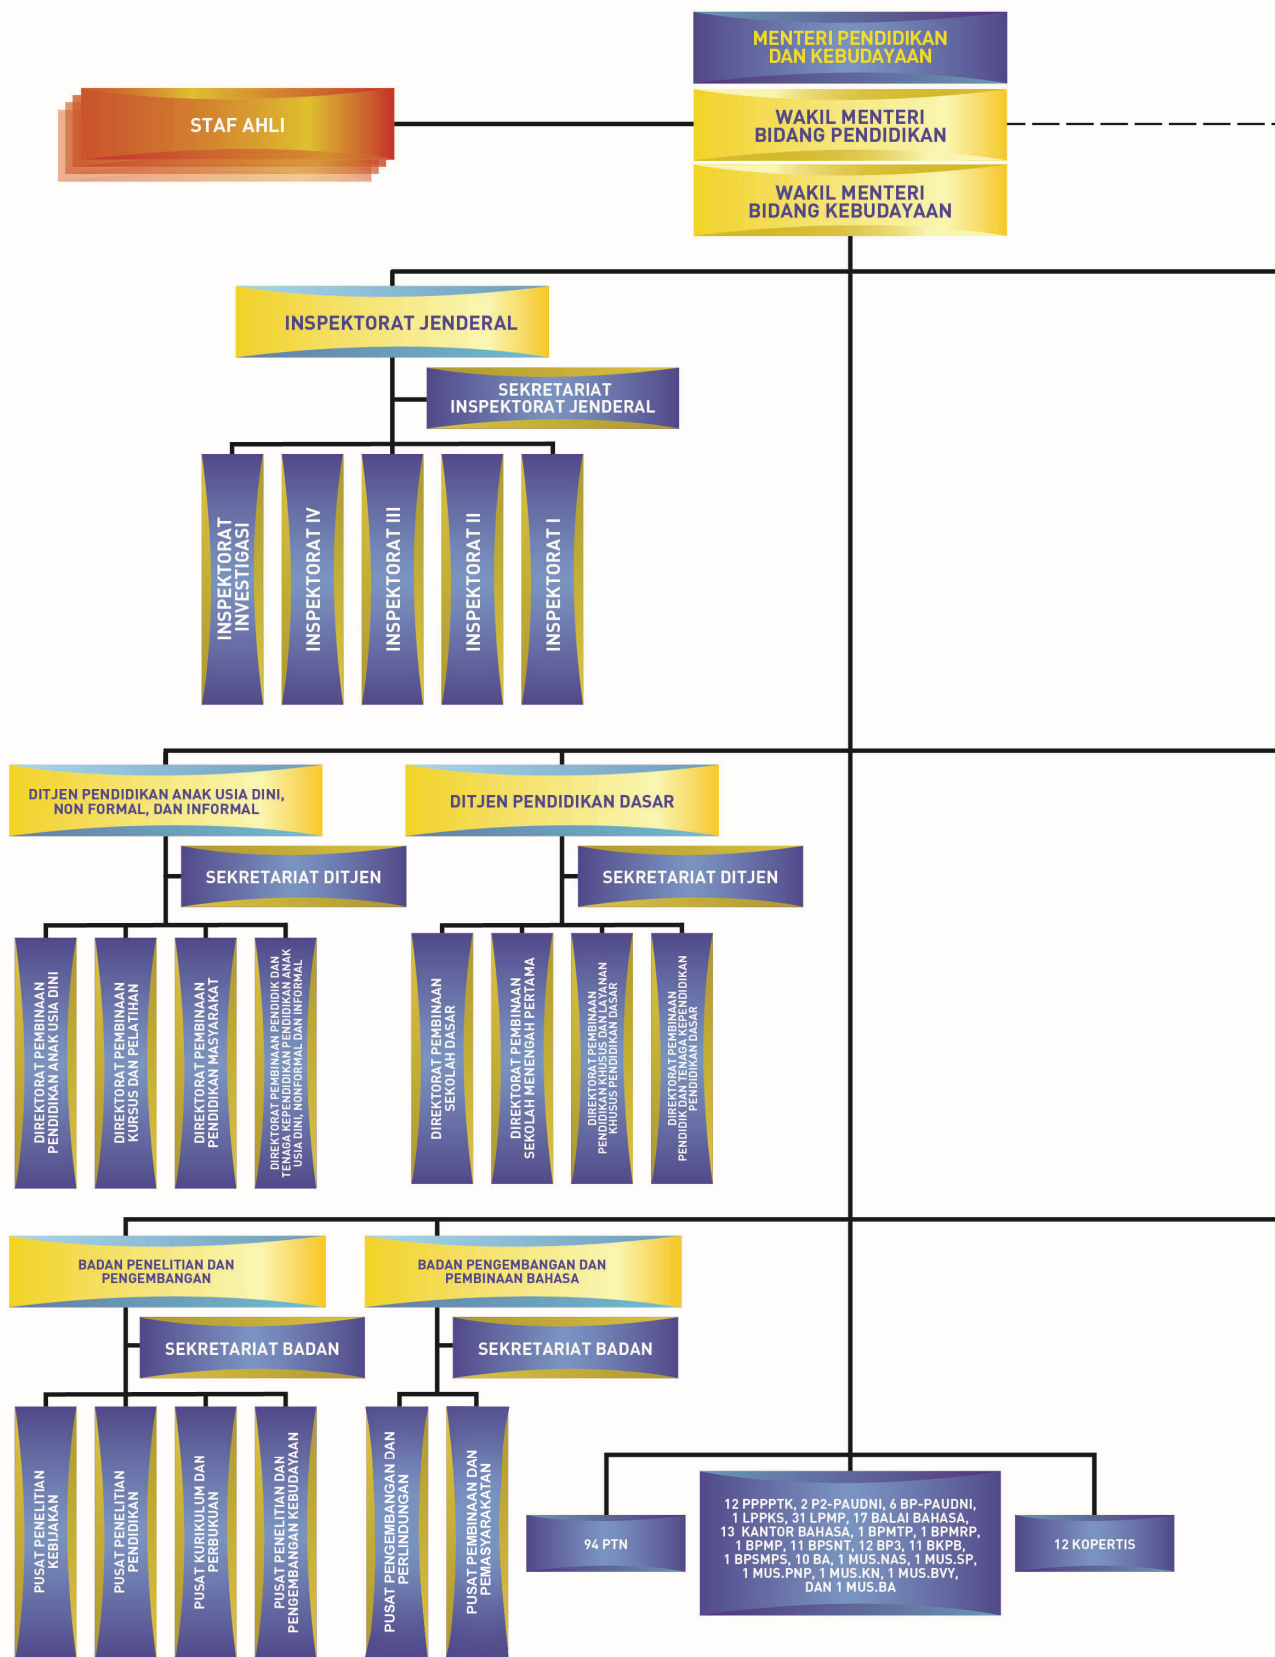 MENTERI PENDIDIKAN
DAN KEBUDAYAAN
STAF AHLI
WAKIL MENTERI
BIDANG PENDIDIKAN
WAKIL MENTERI
BIDANG KEBUDAYAAN
INSPEKTORAT JENDERAL
SEKRETARIAT
INSPEKTORAT JENDERAL
INSPEKTORAT
INVESTIGASI
INSPEKTORAT IV
INSPEKTORAT III
INSPEKTORAT II
INSPEKTORAT I
DITJEN PENDIDIKAN ANAK USIA DINI,
NON FORMAL, DAN INFORMAL
DITJEN PENDIDIKAN DASAR
SEKRETARIAT DITJEN
SEKRETARIAT DITJEN
DIREKTORAT PEMBINAAN
PENDIDIKAN ANAK USIA DINI
DIREKTORAT PEMBINAAN
KURSUS DAN PELATIHAN
DIREKTORAT PEMBINAAN
PENDIDIKAN MASYARAKAT
DIREKTORAT PEMBINAAN PENDIDIK DAN
TENAGA KEPENDIDIKAN PENDIDIKAN ANAK
USIA DINI, NONFORMAL DAN INFORMAL
DIREKTORAT PEMBINAAN
SEKOLAH DASAR
DIREKTORAT PEMBINAAN
SEKOLAH MENENGAH PERTAMA
DIREKTORAT PEMBINAAN
PENDIDIKAN KHUSUS DAN LAYANAN
KHUSUS PENDIDIKAN DASAR
DIREKTORAT PEMBINAAN
PENDIDIK DAN TENAGA KEPENDIDIKAN
PENDIDIKAN DASAR
BADAN PENELITIAN DAN
PENGEMBANGAN
BADAN PENGEMBANGAN DAN
PEMBINAAN BAHASA
SEKRETARIAT BADAN
SEKRETARIAT BADAN
PUSAT PENELITIAN
KEBIJAKAN
PUSAT PENELITIAN
PENDIDIKAN
PUSAT KURIKULUM DAN
PERBUKUAN
PUSAT PENELITIAN DAN
PENGEMBANGAN KEBUDAYAAN
PUSAT PENGEMBANGAN DAN
PERLINDUNGAN
PUSAT PEMBINAAN DAN
PEMASYARAKATAN
94 PTN
12 PPPPTK, 2 P2-PAUDNI, 6 BP-PAUDNI,
1 LPPKS, 31 LPMP, 17 BALAI BAHASA,
13 KANTOR BAHASA, 1 BPMTP, 1 BPMRP,
1 BPMP, 11 BPSNT, 12 BP3, 11 BKPB,
1 BPSMPS, 10 BA, 1 MUS.NAS, 1 MUS.SP,
1 MUS.PNP, 1 MUS.KN, 1 MUS.BVY,
DAN 1 MUS.BA
12 KOPERTIS